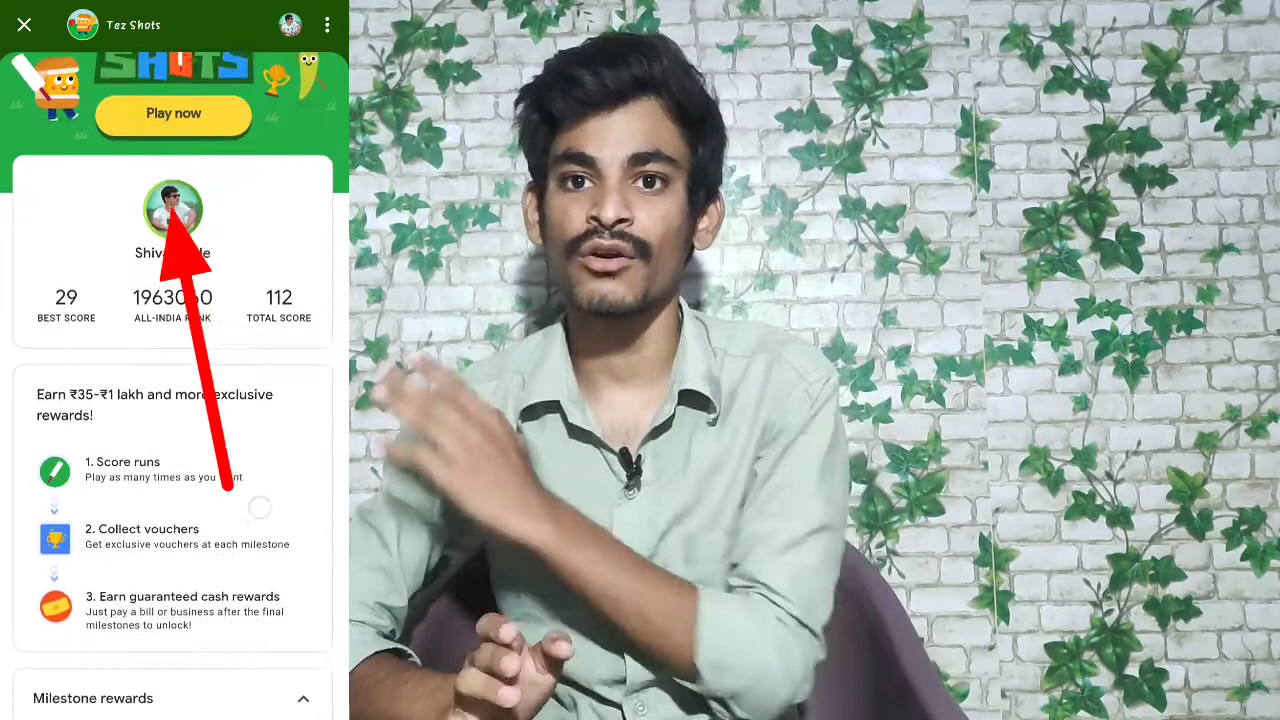 Tez Shots
SHOTS
Play now
29
112
BEST SCORE
ALL-INDIA
TOTAL SCORE
Earn ₹35-₹1 lakh and more exclusive
rewards!
1. Score runs
Play as many times as you want
2. Collect vouchers
Get exclusive vouchers at each milestone
3. Earn guaranteed cash rewards
Just pay a bill or business after the final
milestones to unlock!
Milestone rewards